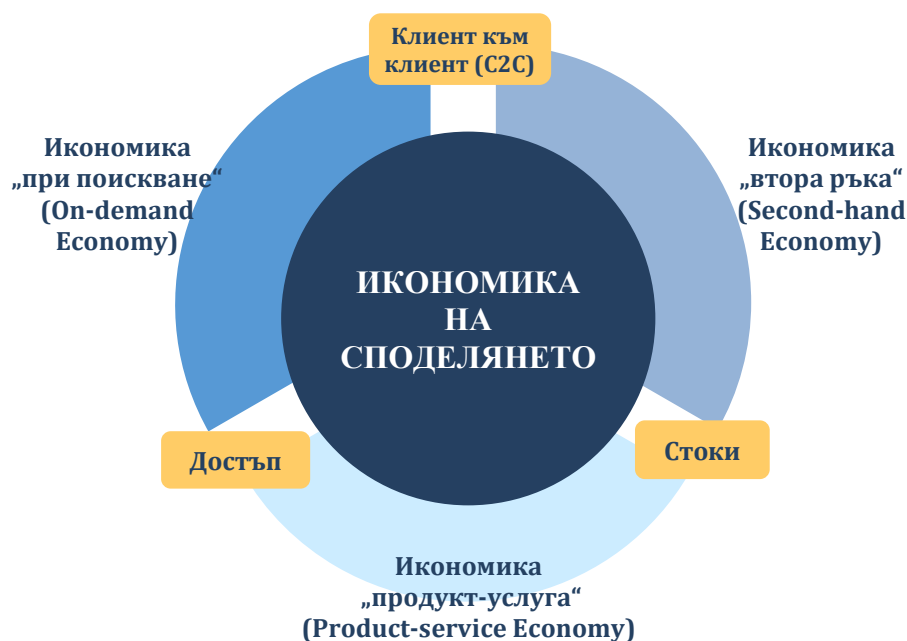 Клиент към
клиент (C2C)
Икономика
„при поискване“
(On-demand
Economy)
Икономика
„втора ръка“
(Second-hand
Economy)
ИКОНОМИКА
НА
СПОДЕЛЯНЕТО
Достъп
Стоки
Икономика
„продукт-услуга“
(Product-service Economy)